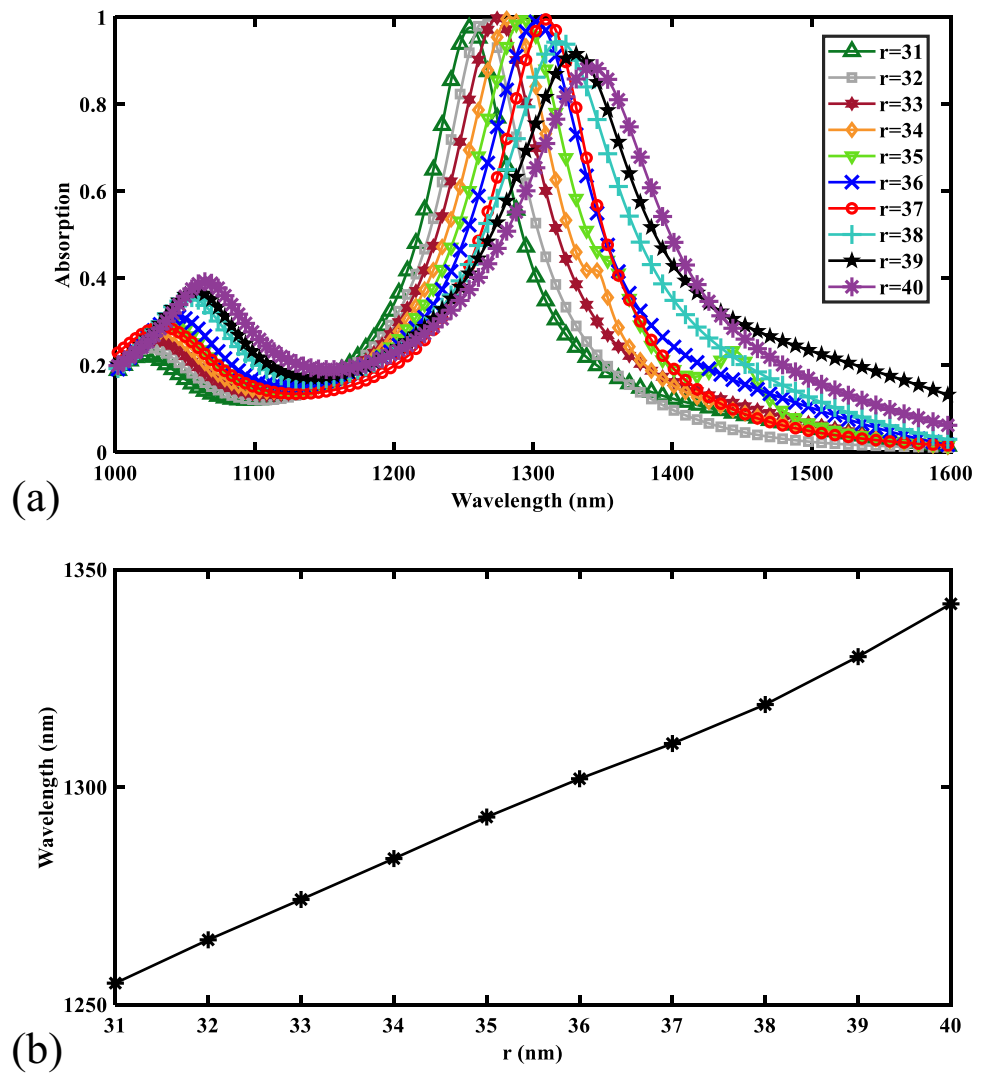 1
0.8
0.6
0.4
0.2
0
Absorption
r=31
r=32
r=33
r=34
r=35
r=36
r=37
r=38
r=39
r=40
1000 1100 1200 1300 1400 1500 1600
Wavelength (nm)
(a)
1350
1300
1250
Wavelength (nm)
31 32 33 34 35 36 37 38 39 40
r (nm)
(b)